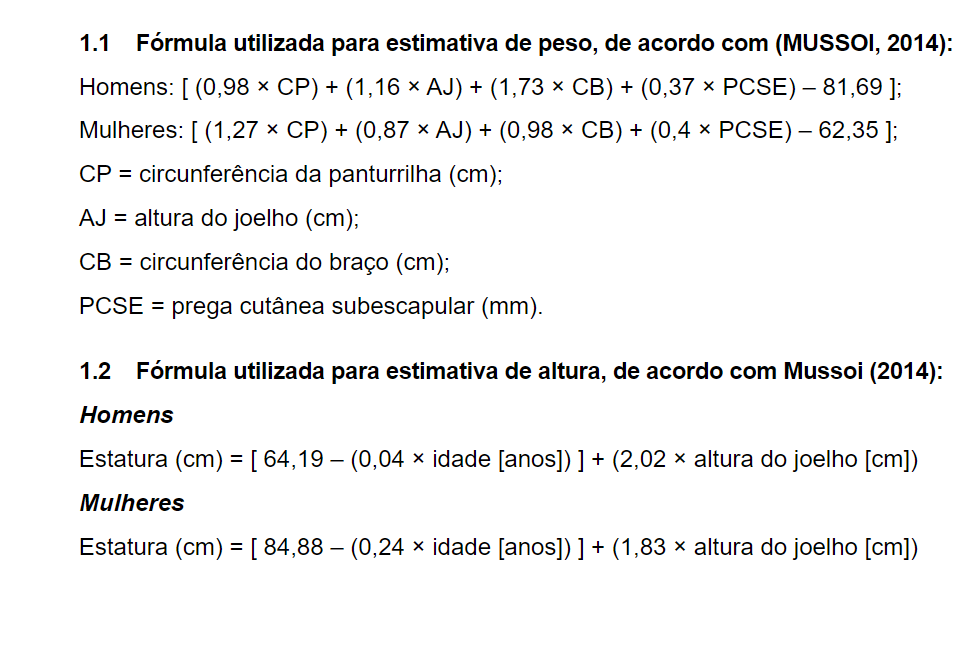 1.1 Fórmula utilizada para estimativa de peso, de acordo com (MUSSOI, 2014):
Homens: [ (0,98 × CP) + (1,16 × AJ) + (1,73 × CB) + (0,37 × PCSE) – 81,69 ];
Mulheres: [ (1,27 × CP) + (0,87 × AJ) + (0,98 × CB) + (0,4 × PCSE) – 62,35 ];
CP = circunferência da panturrilha (cm);
AJ = altura do joelho (cm);
CB = circunferência do braço (cm);
PCSE = prega cutânea subescapular (mm).
1.2 Fórmula utilizada para estimativa de altura, de acordo com Mussoi (2014):
Homens
Estatura (cm) = [ 64,19 – (0,04 × idade [anos]) ] + (2,02 × altura do joelho [cm])
Mulheres
Estatura (cm) = [ 84,88 – (0,24 × idade [anos]) ] + (1,83 × altura do joelho [cm])